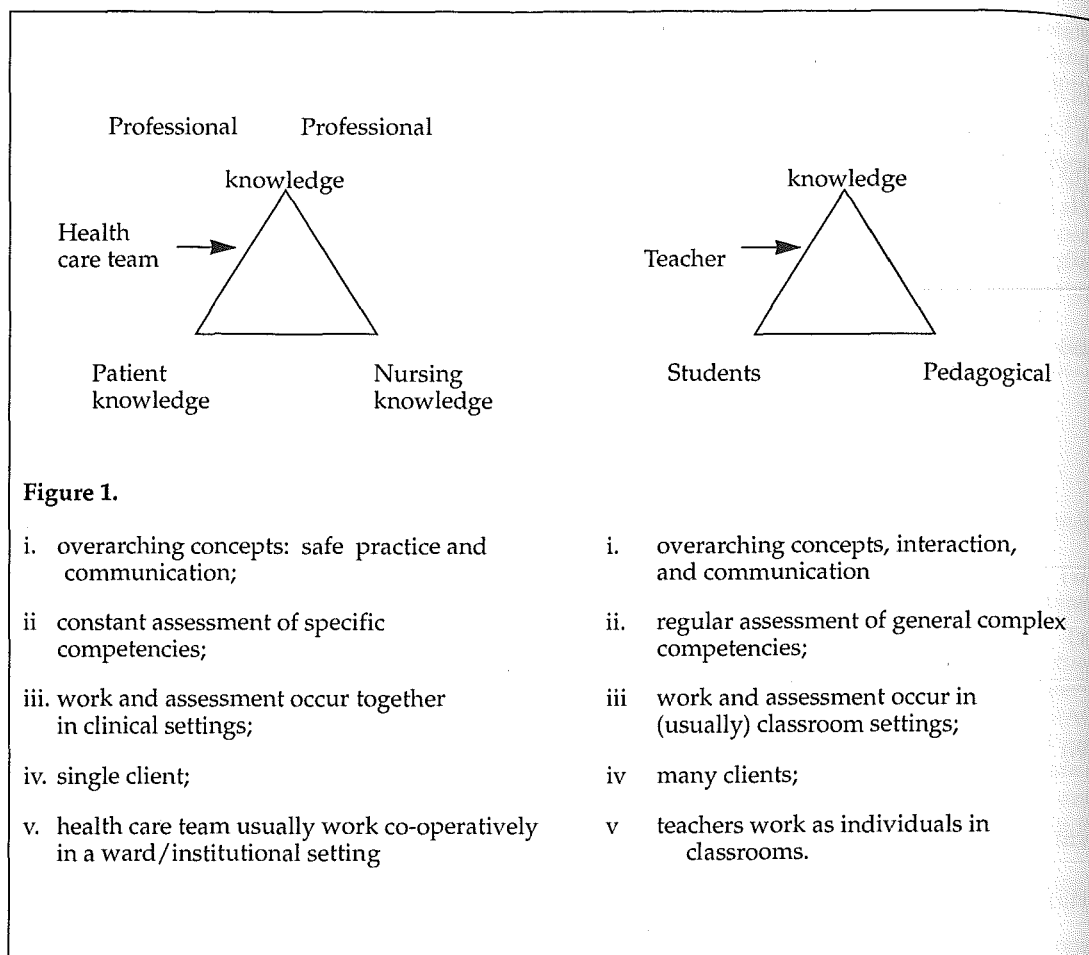 Professional Professional
knowledge
Health
care team
Patient
knowledge
Nursing
knowledge
knowledge
Teacher
Students
Pedagogical
Figure 1.
i. overarching concepts: safe practice and
communication;
ii constant assessment of specific
competencies;
iii. work and assessment occur together
in clinical settings;
iv. single client;
v. health care team usually work co-operatively
in a ward/institutional setting
i. overarching concepts, interaction,
and communication
ii. regular assessment of general complex
competencies;
iii work and assessment occur in
(usually) classroom settings;
iv many clients;
v teachers work as individuals in
classrooms.